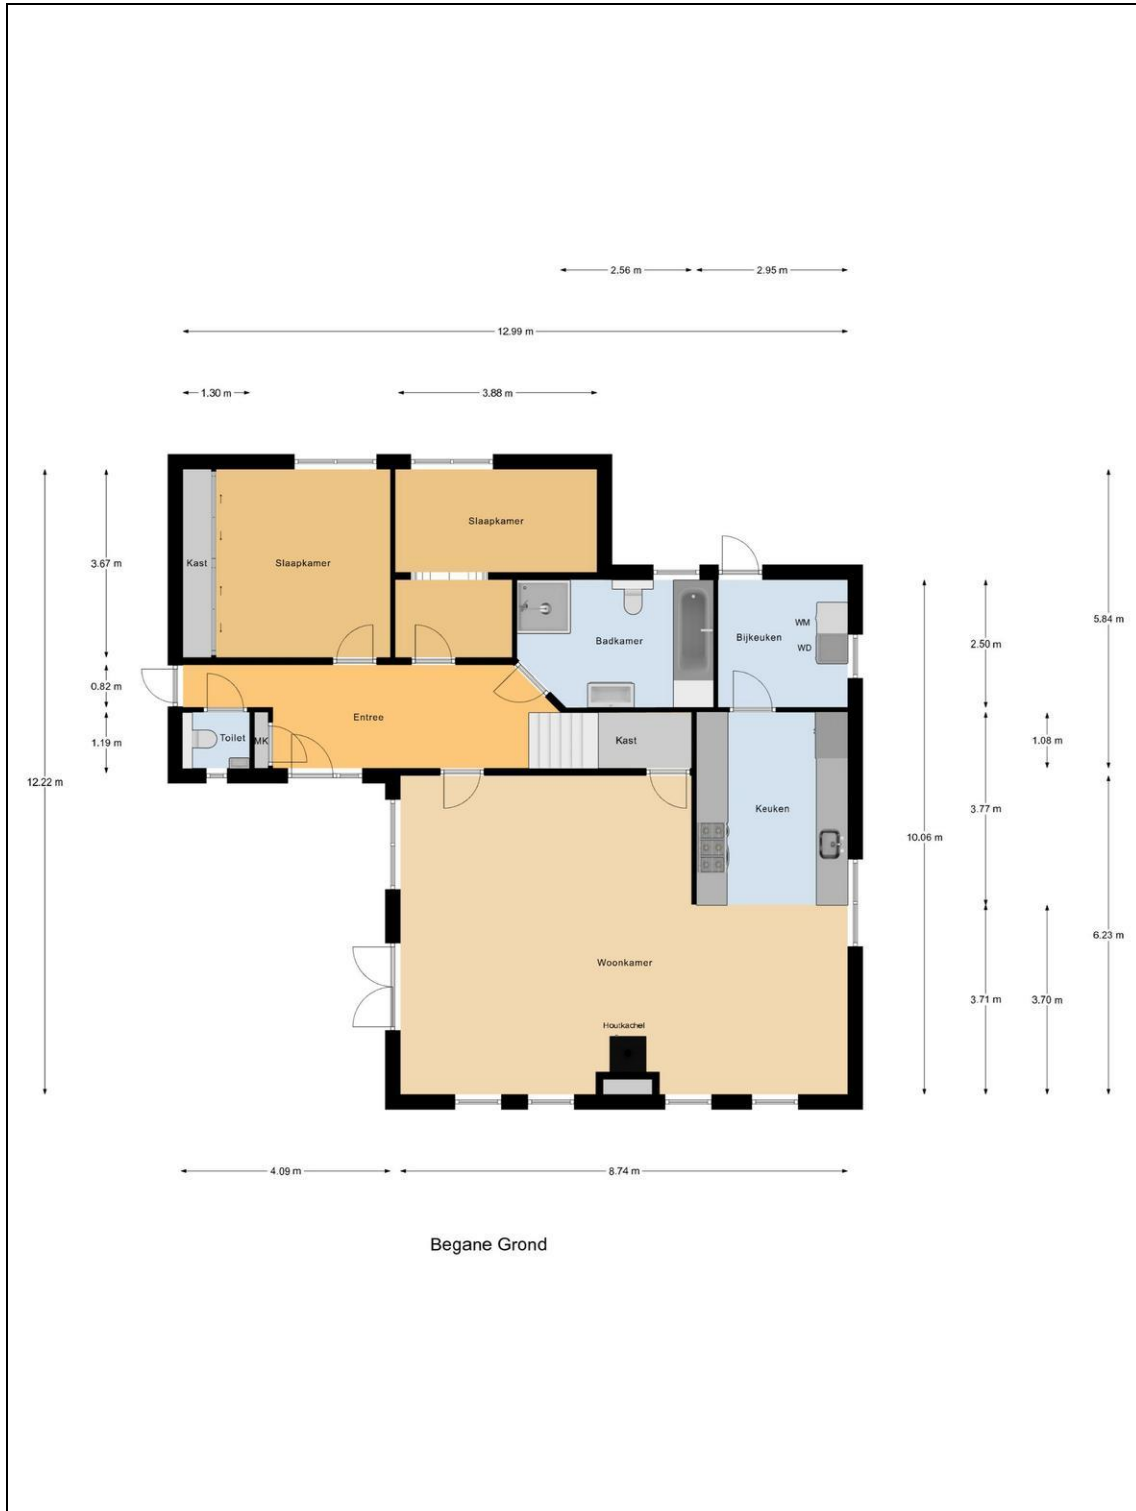 2.56 m 2.95 m
12.99 m
1.30 m 3.88 m
Slaapkamer
Kast Slaapkamer
3.67 m
5.84 m
WM
Badkamer Bijkeuken
WD
2.50 m
0.82 m
Entree
Toilet MK Kast
1.19 m
1.08 m
12.22 m
Keuken
3.77 m
10.06 m
6.23 m
Woonkamer
3.71 m 3.70 m
Houtkachel
4.09 m 8.74 m
Begane Grond